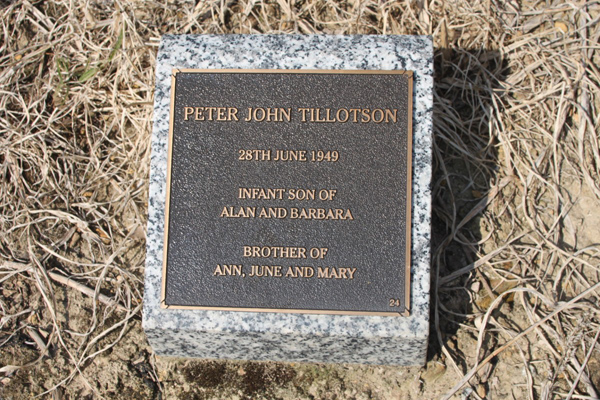 PETER JOHN TILLOTSON
28TH JUNE 1949
INFANT SON OF
ALAN AND BARBARA
BROTHER OF
ANN, JUNE AND MARY
24